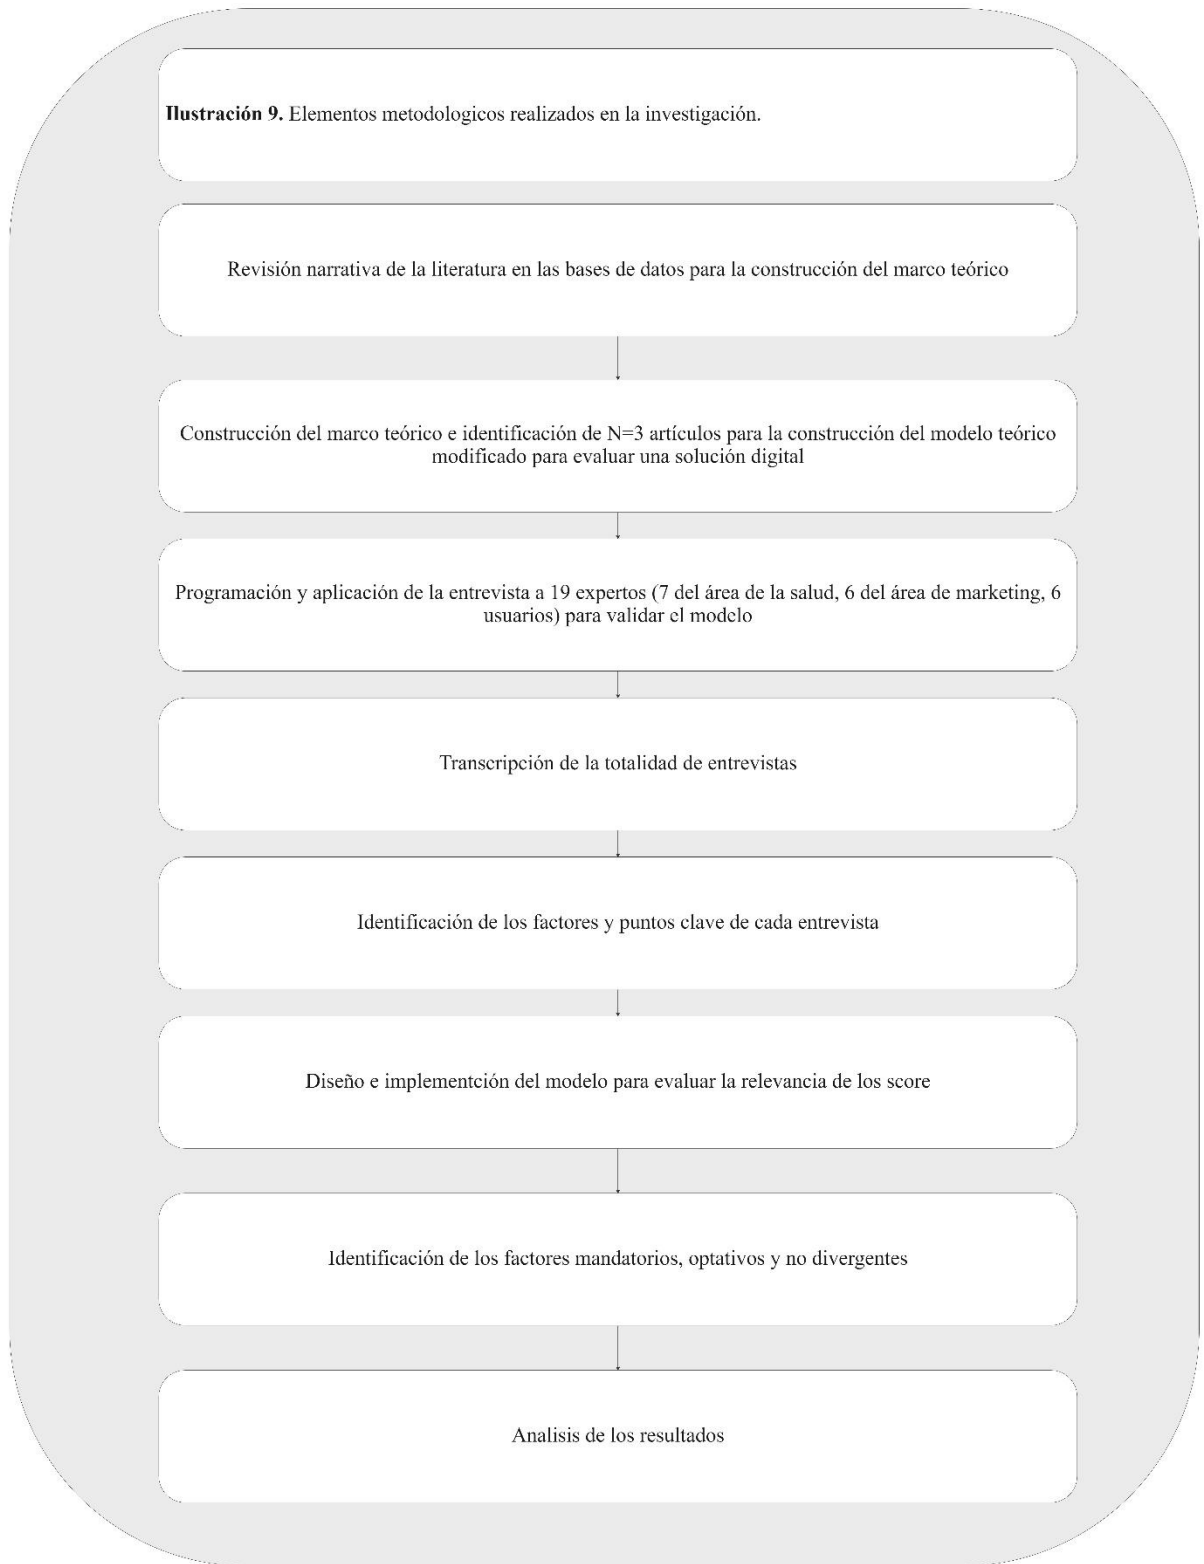 Ilustración 9. Elementos metodologicos realizados en la investigación.
Revisión narrativa de la literatura en las bases de datos para la construcción del marco teórico
Construcción del marco teórico e identificación de N=3 artículos para la construcción del modelo teórico
modificado para evaluar una solución digital
Programación y aplicación de la entrevista a 19 expertos (7 del área de la salud, 6 del área de marketing, 6
usuarios) para validar el modelo
Transcripción de la totalidad de entrevistas
Identificación de los factores y puntos clave de cada entrevista
Diseño e implementción del modelo para evaluar la relevancia de los score
Identificación de los factores mandatorios, optativos y no divergentes
Analisis de los resultados